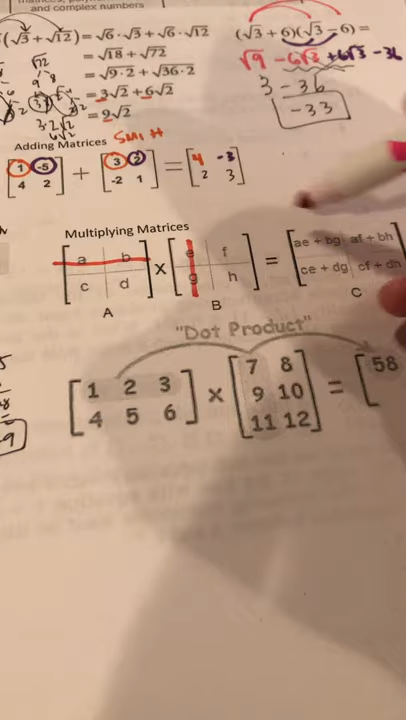 and complex numbers
(√3 + √12) = √6 · √3 + √6 · √12
= √18 + √72
= √9·2 + √36·2
= 3√2 + 6√2
= 9√2
√72
9 8
(√3 + 6)(√3 - 6) =
√9 - 6√3 + 6√3 - 36
3 - 36
-33
Adding Matrices
[1 -5] + [3 2] = [4 -3]
[4 2] [-2 1] [2 3]
Multiplying Matrices
[a b] x [e f] = [ae + bg af + bh]
[c d] [g h] [ce + dg cf + dh]
A B C
"Dot Product"
[1 2 3] x [7 8] = [58
[4 5 6] [9 10]
[11 12]